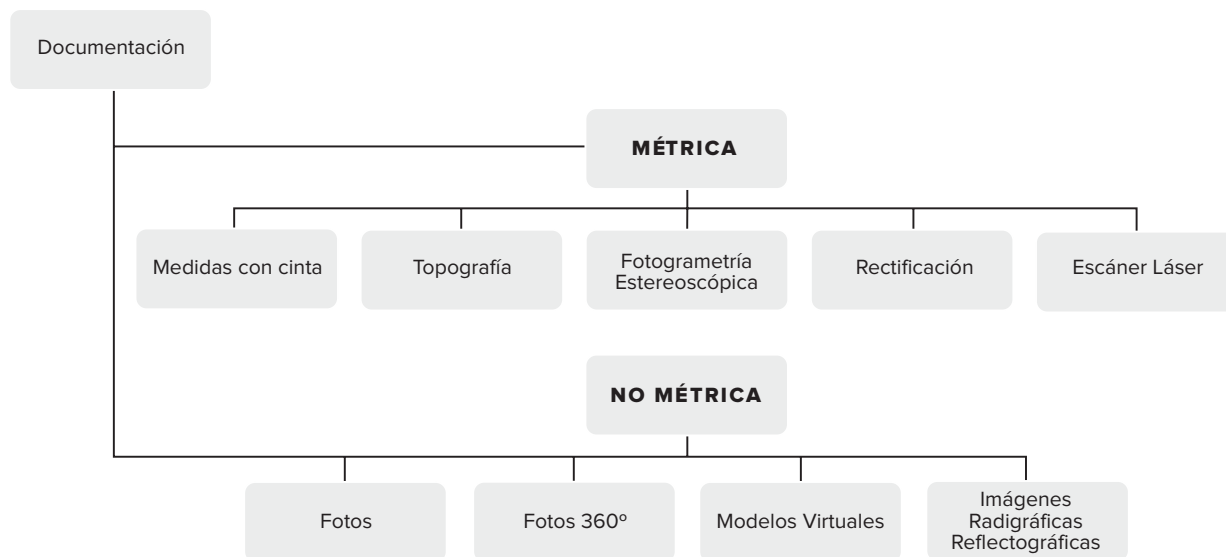 Documentación
MÉTRICA
Medidas con cinta
Topografía
Fotogrametría
Estereoscópica
Rectificación
Escáner Láser
NO MÉTRICA
Fotos
Fotos 360º
Modelos Virtuales
Imágenes
Radigráficas
Reflectográficas